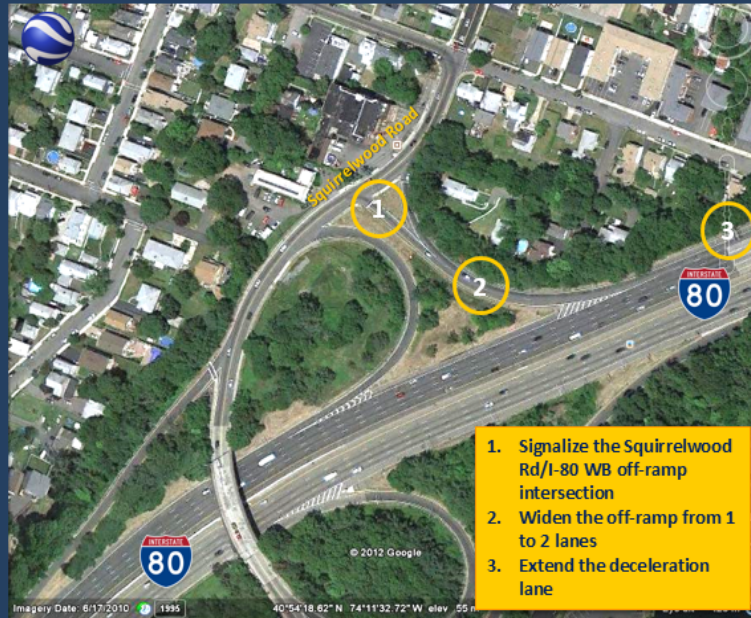 Squirrelwood Road
1
2
3
INTERSTATE
80
1. Signalize the Squirrelwood
Rd/I-80 WB off-ramp
intersection
2. Widen the off-ramp from 1
to 2 lanes
3. Extend the deceleration
lane
INTERSTATE
80
© 2012 Google
Imagery Date: 6/17/2010 1995 40°54'18.62" N 74°11'32.72" W elev 55 m